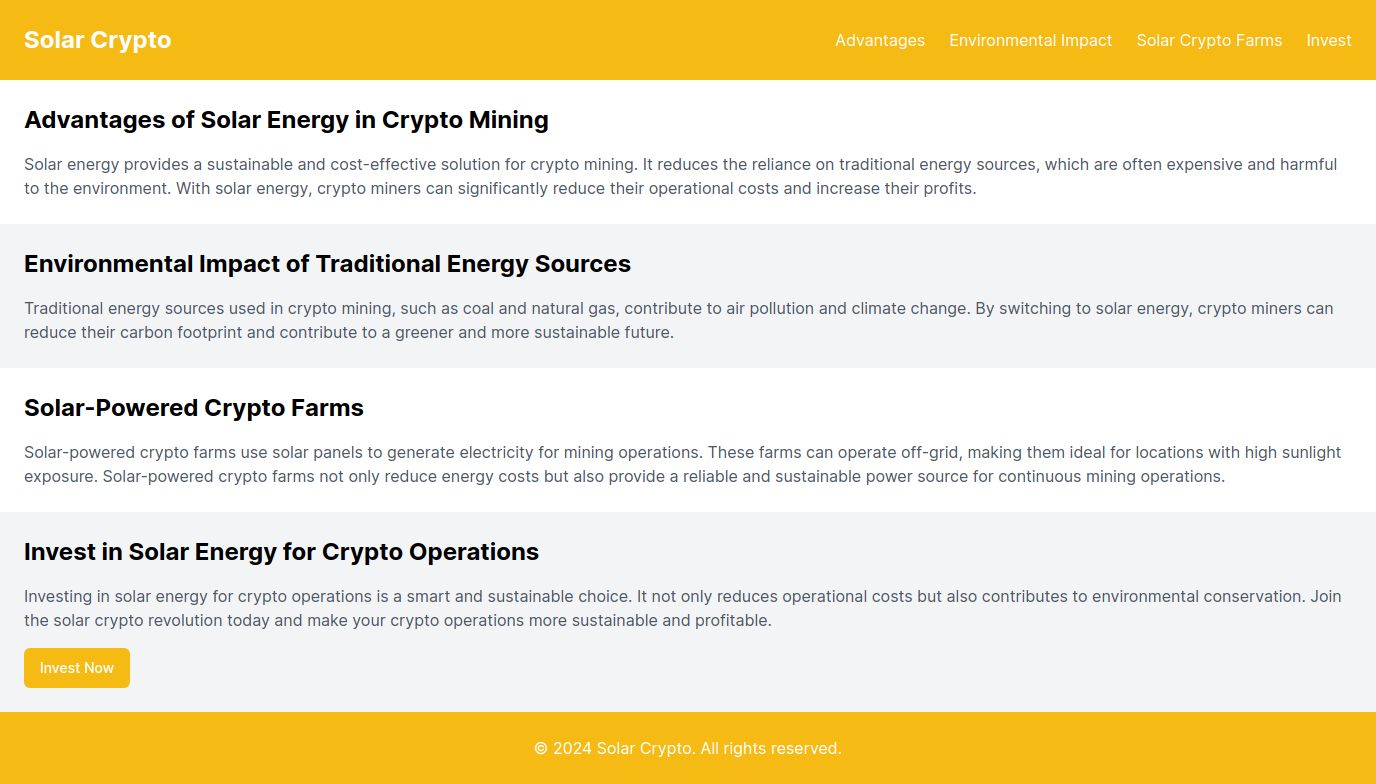 Solar Crypto
Advantages Environmental Impact Solar Crypto Farms Invest
Advantages of Solar Energy in Crypto Mining
Solar energy provides a sustainable and cost-effective solution for crypto mining. It reduces the reliance on traditional energy sources, which are often expensive and harmful
to the environment. With solar energy, crypto miners can significantly reduce their operational costs and increase their profits.
Environmental Impact of Traditional Energy Sources
Traditional energy sources used in crypto mining, such as coal and natural gas, contribute to air pollution and climate change. By switching to solar energy, crypto miners can
reduce their carbon footprint and contribute to a greener and more sustainable future.
Solar-Powered Crypto Farms
Solar-powered crypto farms use solar panels to generate electricity for mining operations. These farms can operate off-grid, making them ideal for locations with high sunlight
exposure. Solar-powered crypto farms not only reduce energy costs but also provide a reliable and sustainable power source for continuous mining operations.
Invest in Solar Energy for Crypto Operations
Investing in solar energy for crypto operations is a smart and sustainable choice. It not only reduces operational costs but also contributes to environmental conservation. Join
the solar crypto revolution today and make your crypto operations more sustainable and profitable.
Invest Now
© 2024 Solar Crypto. All rights reserved.